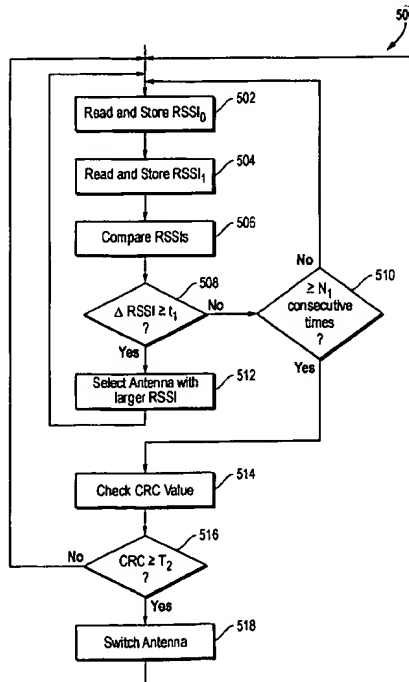 50
Read and Store RSSI0
502
Read and Store RSSI1
504
Compare RSSIs
506
508
Δ RSSI ≥ t1
?
No
Yes
No
510
≥ N1
consecutive
times
?
Yes
Select Antenna with
larger RSSI
512
Check CRC Value
514
516
CRC ≥ T2
?
No
Yes
Switch Antenna
518